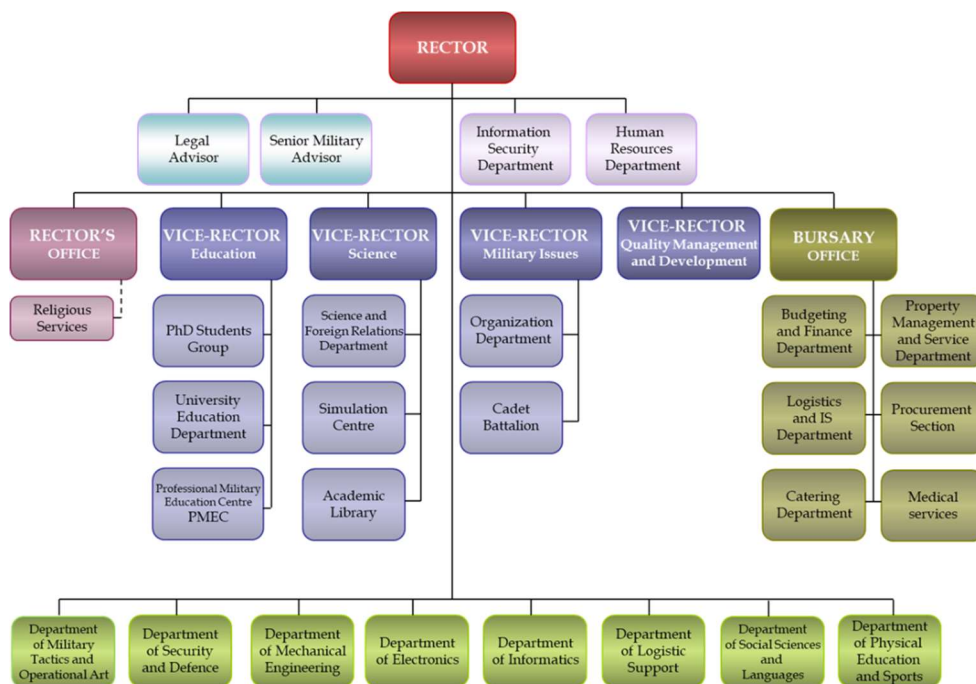 RECTOR
Legal
Advisor
Senior Military
Advisor
Information
Security
Department
Human
Resources
Department
RECTOR'S
OFFICE
VICE-RECTOR
Education
VICE-RECTOR
Science
VICE-RECTOR
Military Issues
VICE-RECTOR
Quality Management
and Development
BURSARY
OFFICE
Religious
Services
PhD Students
Group
University
Education
Department
Professional Military
Education Centre
PMEC
Science and
Foreign Relations
Department
Simulation
Centre
Academic
Library
Organization
Department
Cadet
Battalion
Budgeting
and Finance
Department
Property
Management
and Service
Department
Logistics
and IS
Department
Procurement
Section
Catering
Department
Medical
services
Department
of Military
Tactics and
Operational Art
Department
of Security
and Defence
Department
of Mechanical
Engineering
Department
of Electronics
Department
of Informatics
Department
of Logistic
Support
Department
of Social Sciences
and
Languages
Department
of Physical
Education
and Sports